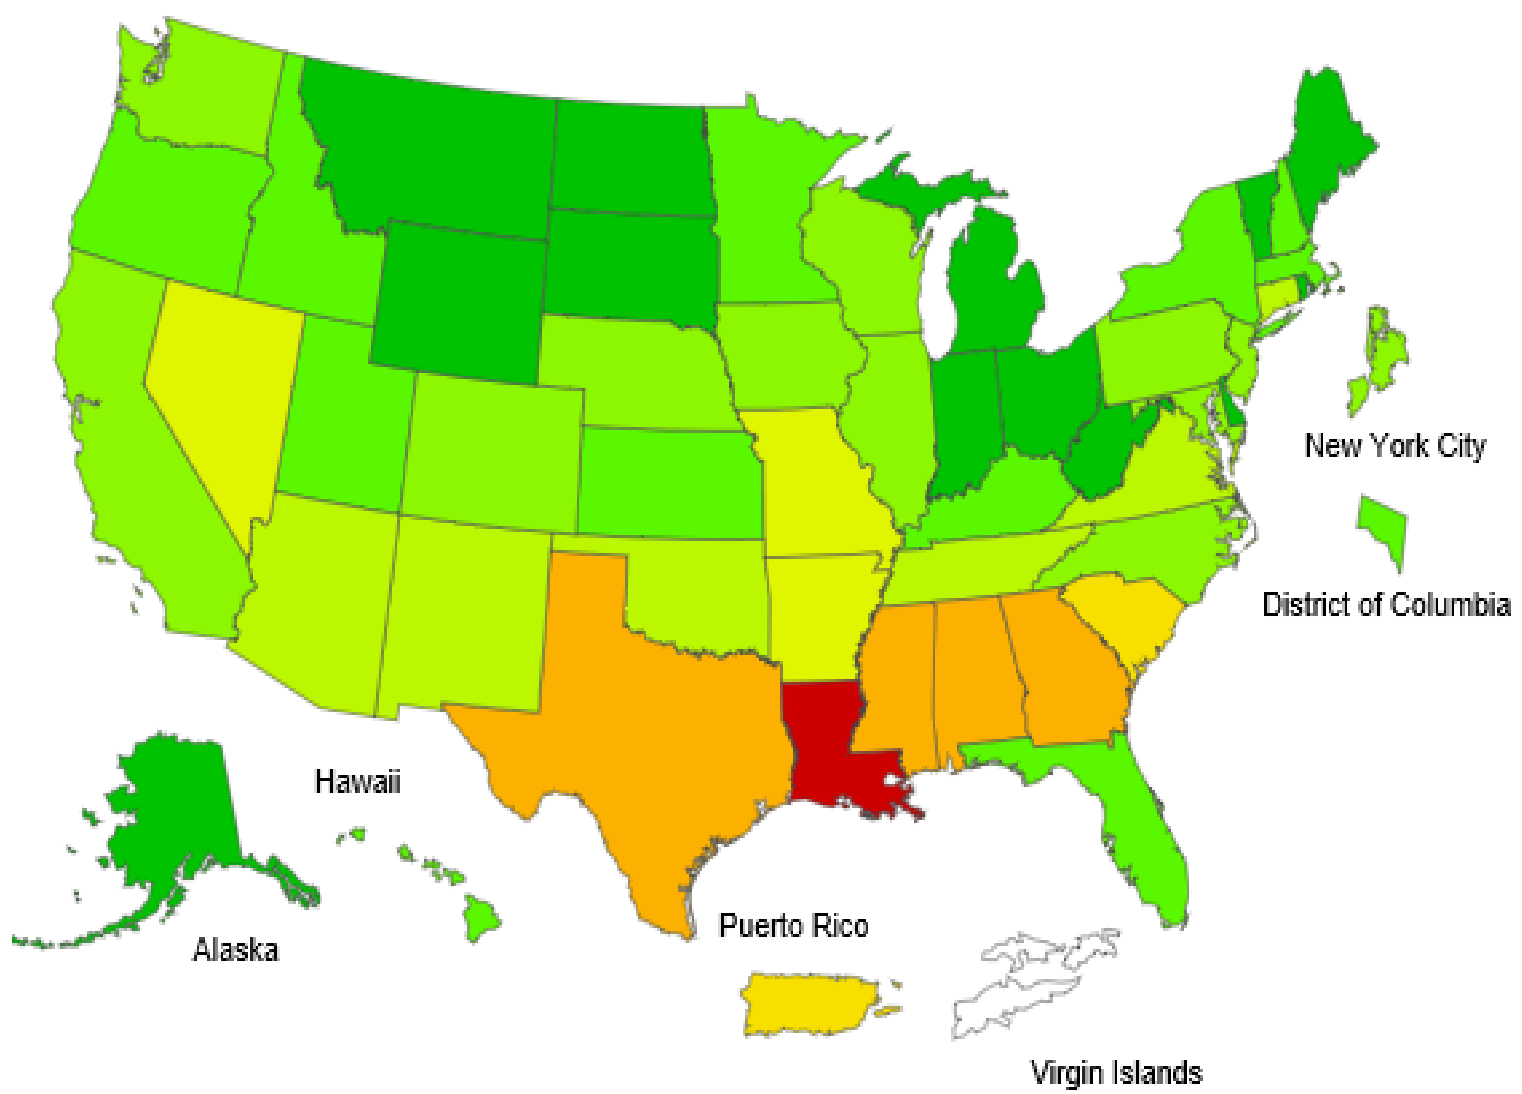 New York City
District of Columbia
Hawaii
Alaska
Puerto Rico
Virgin Islands